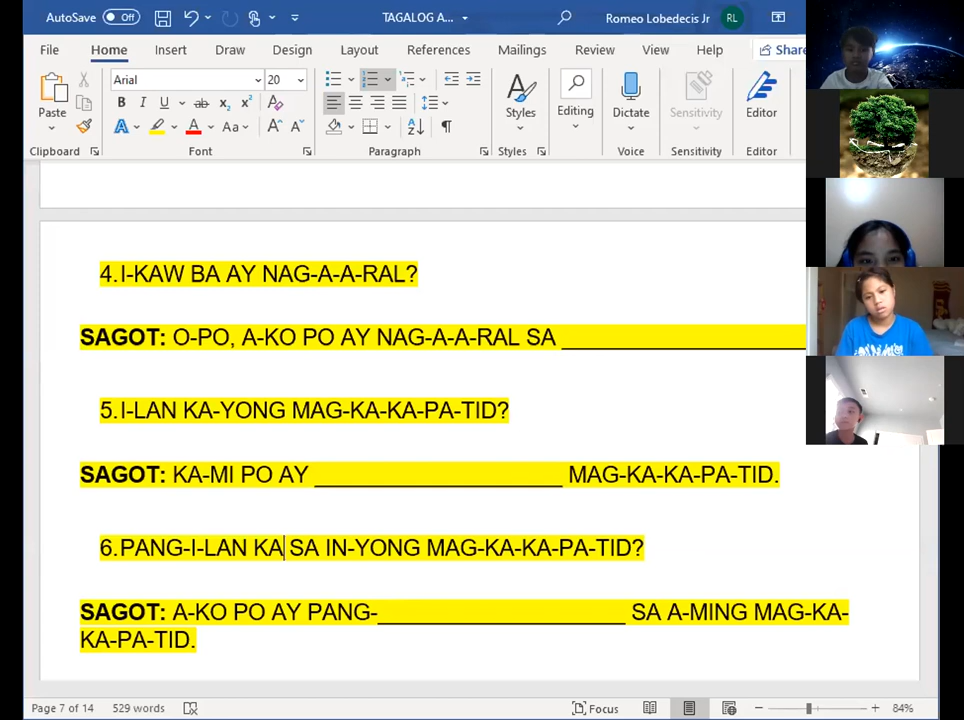 AutoSave Off TAGALOG A... Romeo Lobedecis Jr RL
File Home Insert Draw Design Layout References Mailings Review View Help Share
Arial 20
Paste Styles Editing Dictate Sensitivity Editor
Clipboard Font Paragraph Styles Voice Sensitivity Editor
4. I-KAW BA AY NAG-A-A-RAL?
SAGOT: O-PO, A-KO PO AY NAG-A-A-RAL SA ____________________
5. I-LAN KA-YONG MAG-KA-KA-PA-TID?
SAGOT: KA-MI PO AY ____________________ MAG-KA-KA-PA-TID.
6. PANG-I-LAN KA SA IN-YONG MAG-KA-KA-PA-TID?
SAGOT: A-KO PO AY PANG-____________________ SA A-MING MAG-KA-
KA-PA-TID.
Page 7 of 14 529 words Focus 84%